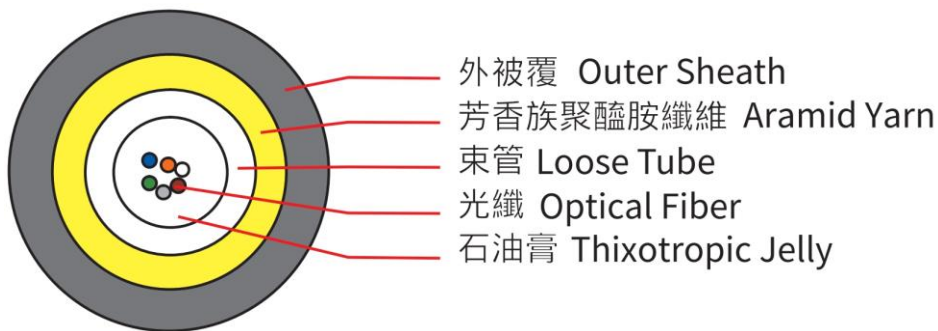 外被覆 Outer Sheath
芳香族聚醯胺纖維 Aramid Yarn
束管 Loose Tube
光纖 Optical Fiber
石油膏 Thixotropic Jelly